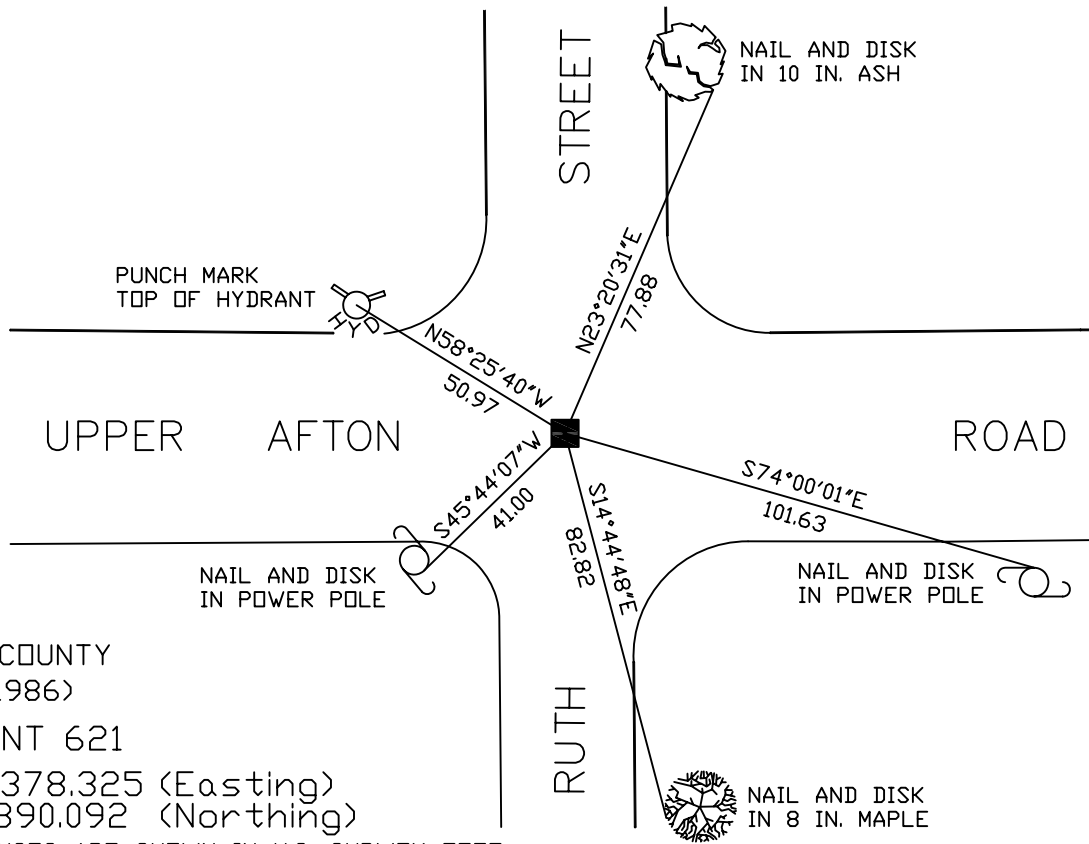 STREET
NAIL AND DISK
IN 10 IN. ASH
PUNCH MARK
TOP OF HYDRANT
HYD
N23°20'31"E
77.88
N58°25'40"W
50.97
UPPER AFTON ROAD
S45°44'07"W
41.00
S74°00'01"E
101.63
S14°44'48"E
82.82
NAIL AND DISK
IN POWER POLE
NAIL AND DISK
IN POWER POLE
COUNTY
986)
NT 621
378.325 (Easting)
890.092 (Northing)
RUTH
NAIL AND DISK
IN 8 IN. MAPLE